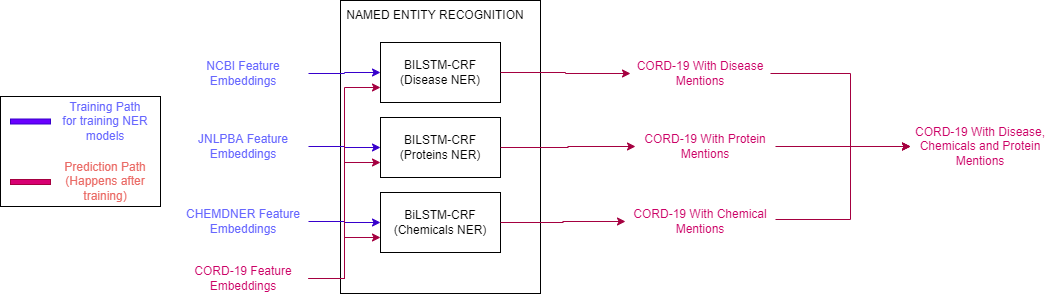 NAMED ENTITY RECOGNITION
NCBI Feature
Embeddings
BILSTM-CRF
(Disease NER)
CORD-19 With Disease
Mentions
Training Path
for training NER
models
Prediction Path
(Happens after
training)
JNLPBA Feature
Embeddings
BILSTM-CRF
(Proteins NER)
CORD-19 With Protein
Mentions
CORD-19 With Disease,
Chemicals and Protein
Mentions
CHEMDNER Feature
Embeddings
BiLSTM-CRF
(Chemicals NER)
CORD-19 With Chemical
Mentions
CORD-19 Feature
Embeddings